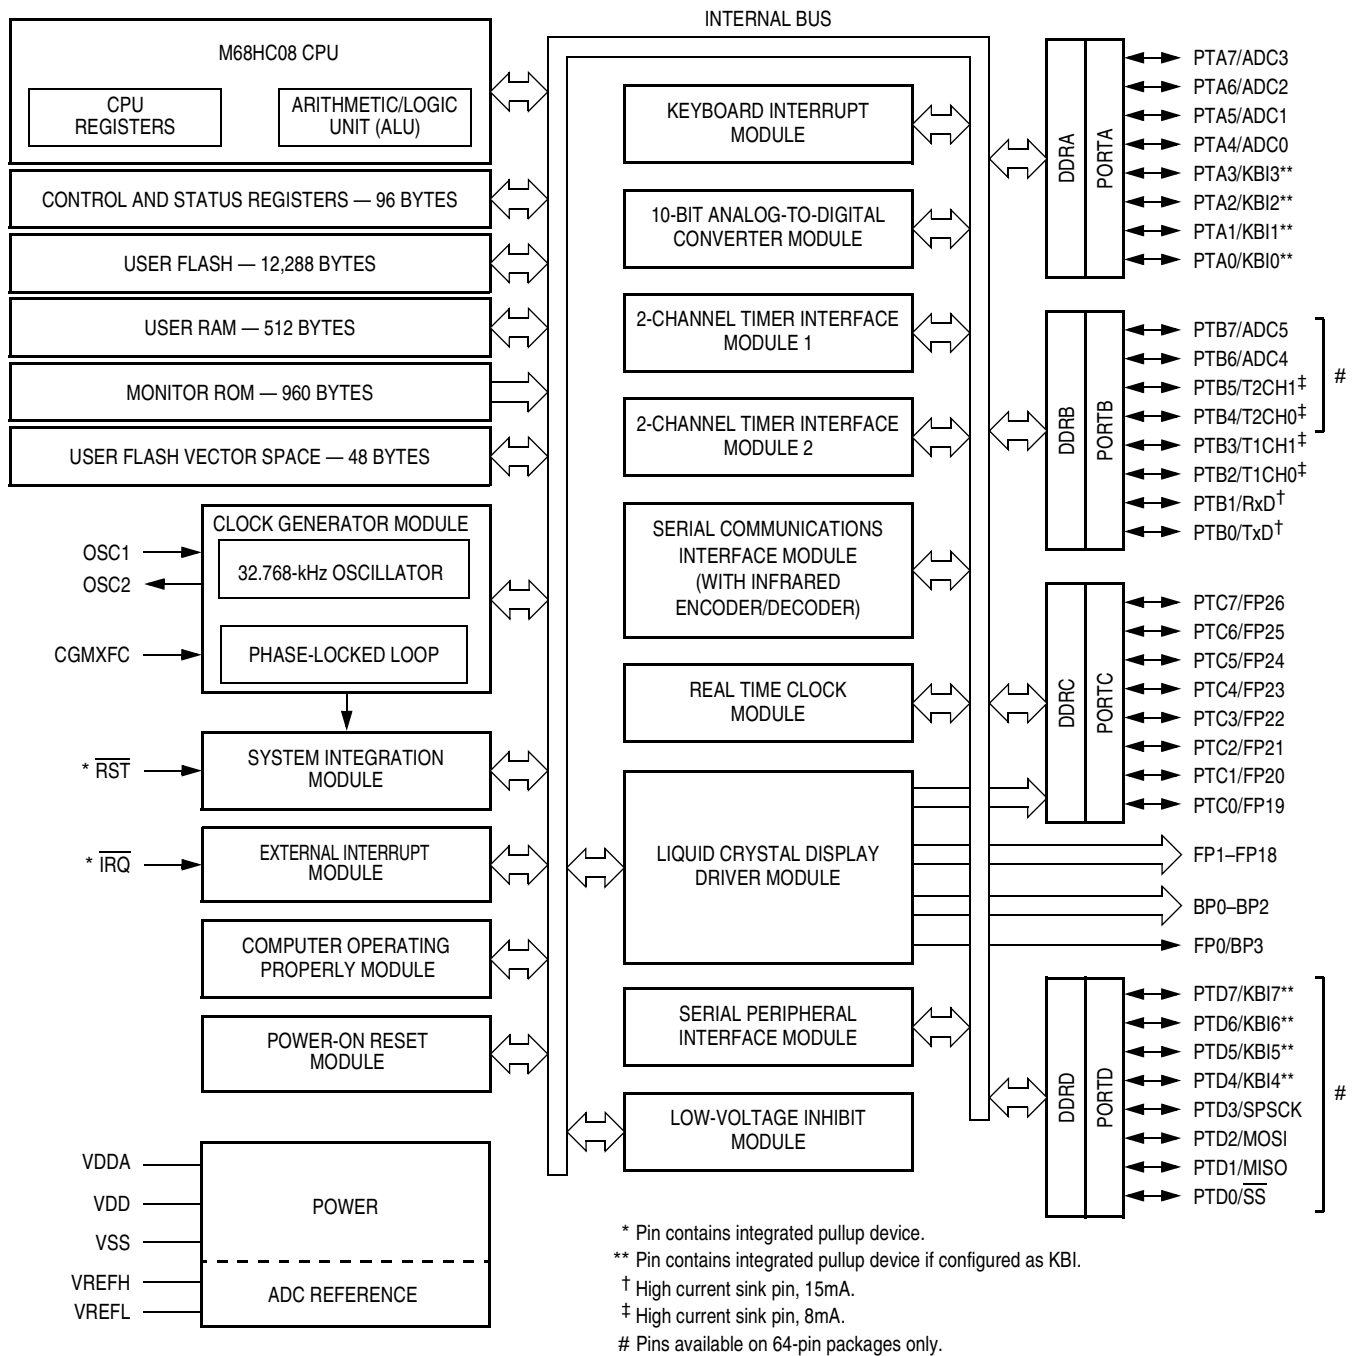 INTERNAL BUS
M68HC08 CPU
CPU
REGISTERS
ARITHMETIC/LOGIC
UNIT (ALU)
CONTROL AND STATUS REGISTERS — 96 BYTES
USER FLASH — 12,288 BYTES
USER RAM — 512 BYTES
MONITOR ROM — 960 BYTES
USER FLASH VECTOR SPACE — 48 BYTES
CLOCK GENERATOR MODULE
OSC1
OSC2
32.768-kHz OSCILLATOR
CGMXFC
PHASE-LOCKED LOOP
* RST
SYSTEM INTEGRATION
MODULE
* IRQ
EXTERNAL INTERRUPT
MODULE
COMPUTER OPERATING
PROPERLY MODULE
POWER-ON RESET
MODULE
VDDA
VDD
VSS
VREFH
VREFL
POWER
ADC REFERENCE
KEYBOARD INTERRUPT
MODULE
10-BIT ANALOG-TO-DIGITAL
CONVERTER MODULE
2-CHANNEL TIMER INTERFACE
MODULE 1
2-CHANNEL TIMER INTERFACE
MODULE 2
SERIAL COMMUNICATIONS
INTERFACE MODULE
(WITH INFRARED
ENCODER/DECODER)
REAL TIME CLOCK
MODULE
LIQUID CRYSTAL DISPLAY
DRIVER MODULE
SERIAL PERIPHERAL
INTERFACE MODULE
LOW-VOLTAGE INHIBIT
MODULE
DDRA
PORTA
PTA7/ADC3
PTA6/ADC2
PTA5/ADC1
PTA4/ADC0
PTA3/KBI3**
PTA2/KBI2**
PTA1/KBI1**
PTA0/KBI0**
DDRB
PORTB
PTB7/ADC5
PTB6/ADC4
PTB5/T2CH1‡
PTB4/T2CH0‡
PTB3/T1CH1‡
PTB2/T1CH0‡
PTB1/RxD†
PTB0/TxD†
#
DDRC
PORTC
PTC7/FP26
PTC6/FP25
PTC5/FP24
PTC4/FP23
PTC3/FP22
PTC2/FP21
PTC1/FP20
PTC0/FP19
FP1–FP18
BP0–BP2
FP0/BP3
DDRD
PORTD
PTD7/KBI7**
PTD6/KBI6**
PTD5/KBI5**
PTD4/KBI4**
PTD3/SPSCK
PTD2/MOSI
PTD1/MISO
PTD0/SS
#
* Pin contains integrated pullup device.
** Pin contains integrated pullup device if configured as KBI.
† High current sink pin, 15mA.
‡ High current sink pin, 8mA.
# Pins available on 64-pin packages only.